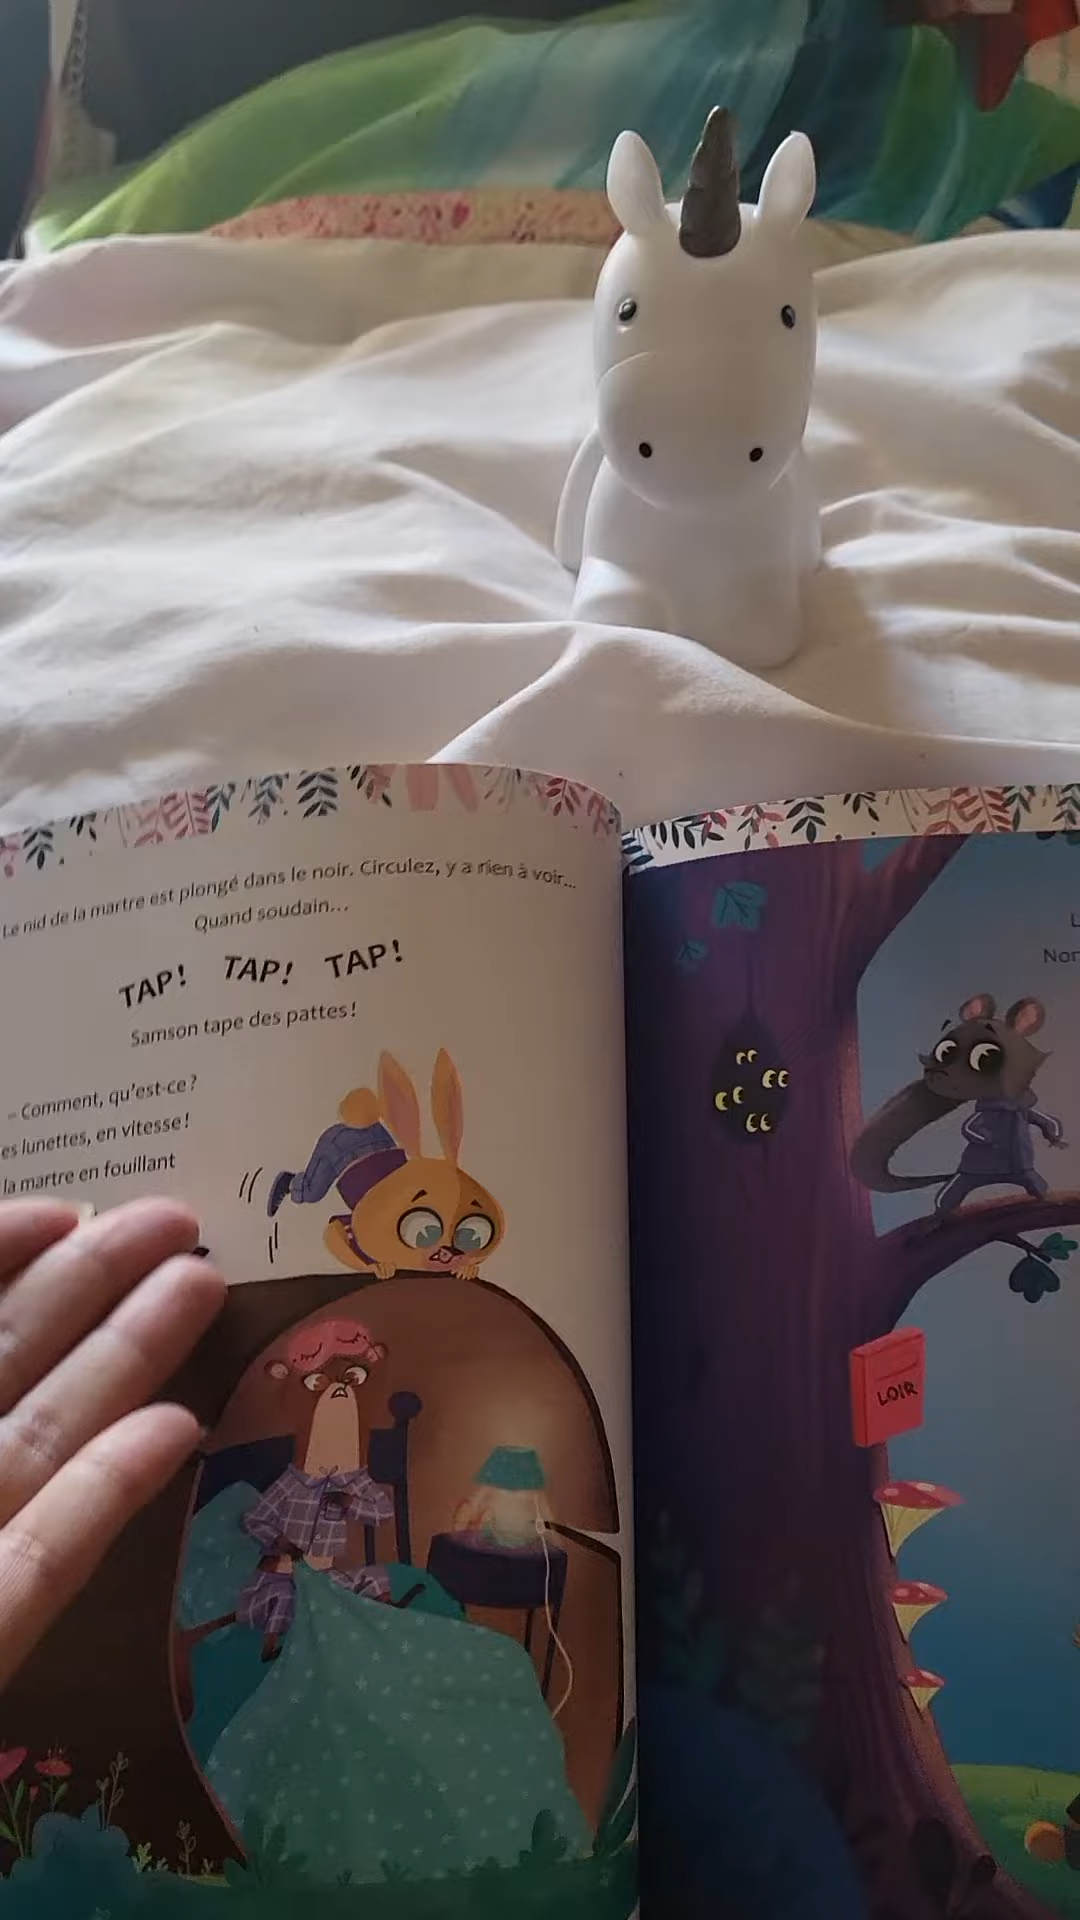 Le nid de la martre est plongé dans le noir. Circulez, y a rien à voir...
Quand soudain...
TAP! TAP! TAP!
Samson tape des pattes !
– Comment, qu'est-ce ?
es lunettes, en vitesse !
la martre en fouillant
LOIR